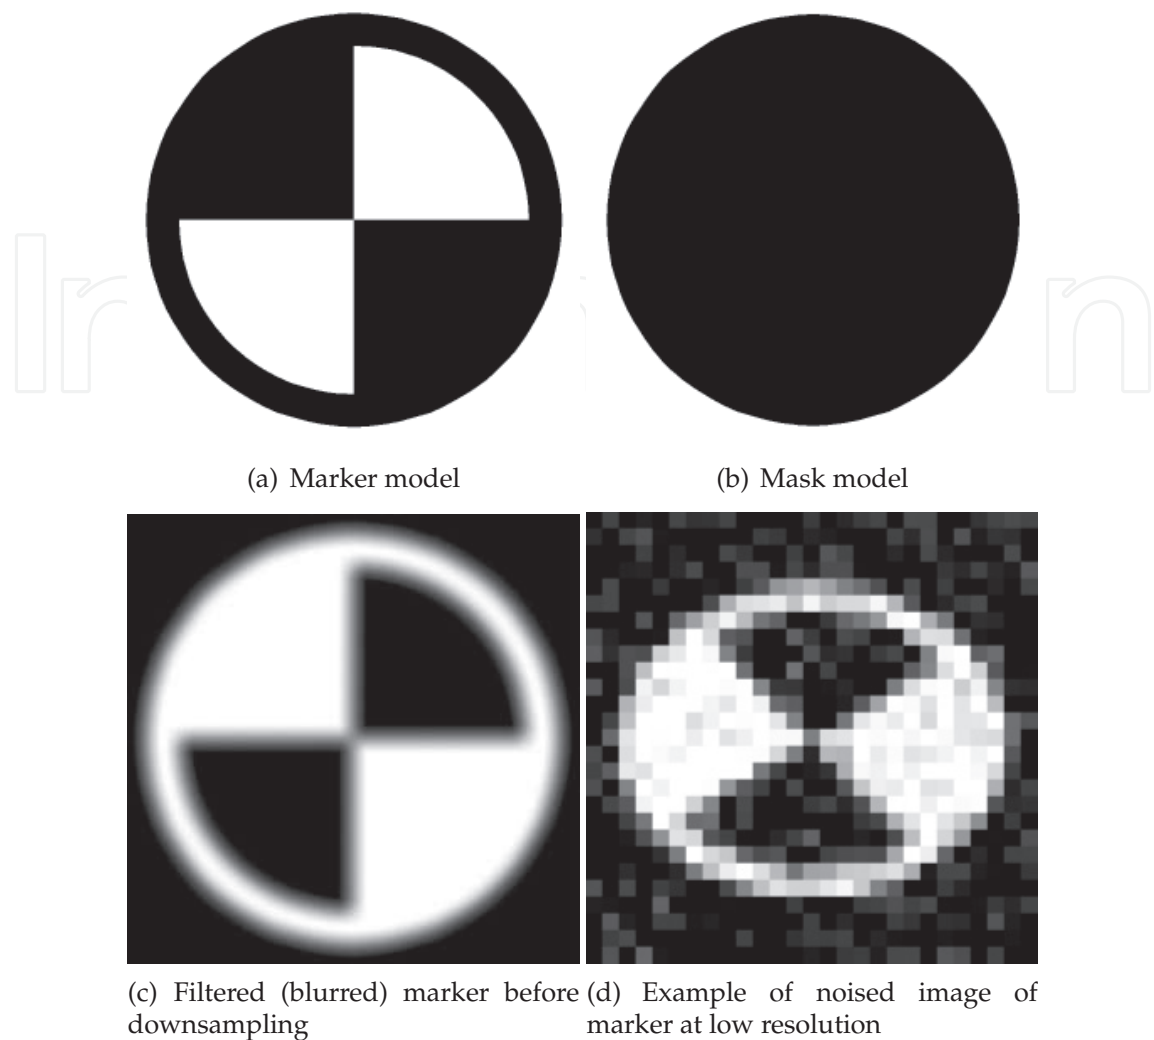 (a) Marker model
(b) Mask model
(c) Filtered (blurred) marker before
downsampling
(d) Example of noised image of
marker at low resolution